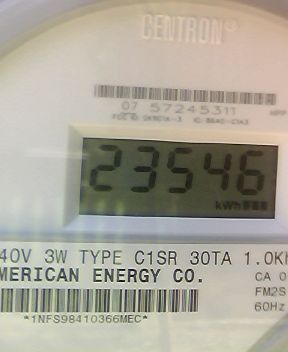 CENTRON®
07 57245311
23546
kWh
40V 3W TYPE C1SR 30TA 1.0K
MERICAN ENERGY CO.
CA 0
FM2S
60Hz
*1NFS98410366MEC*